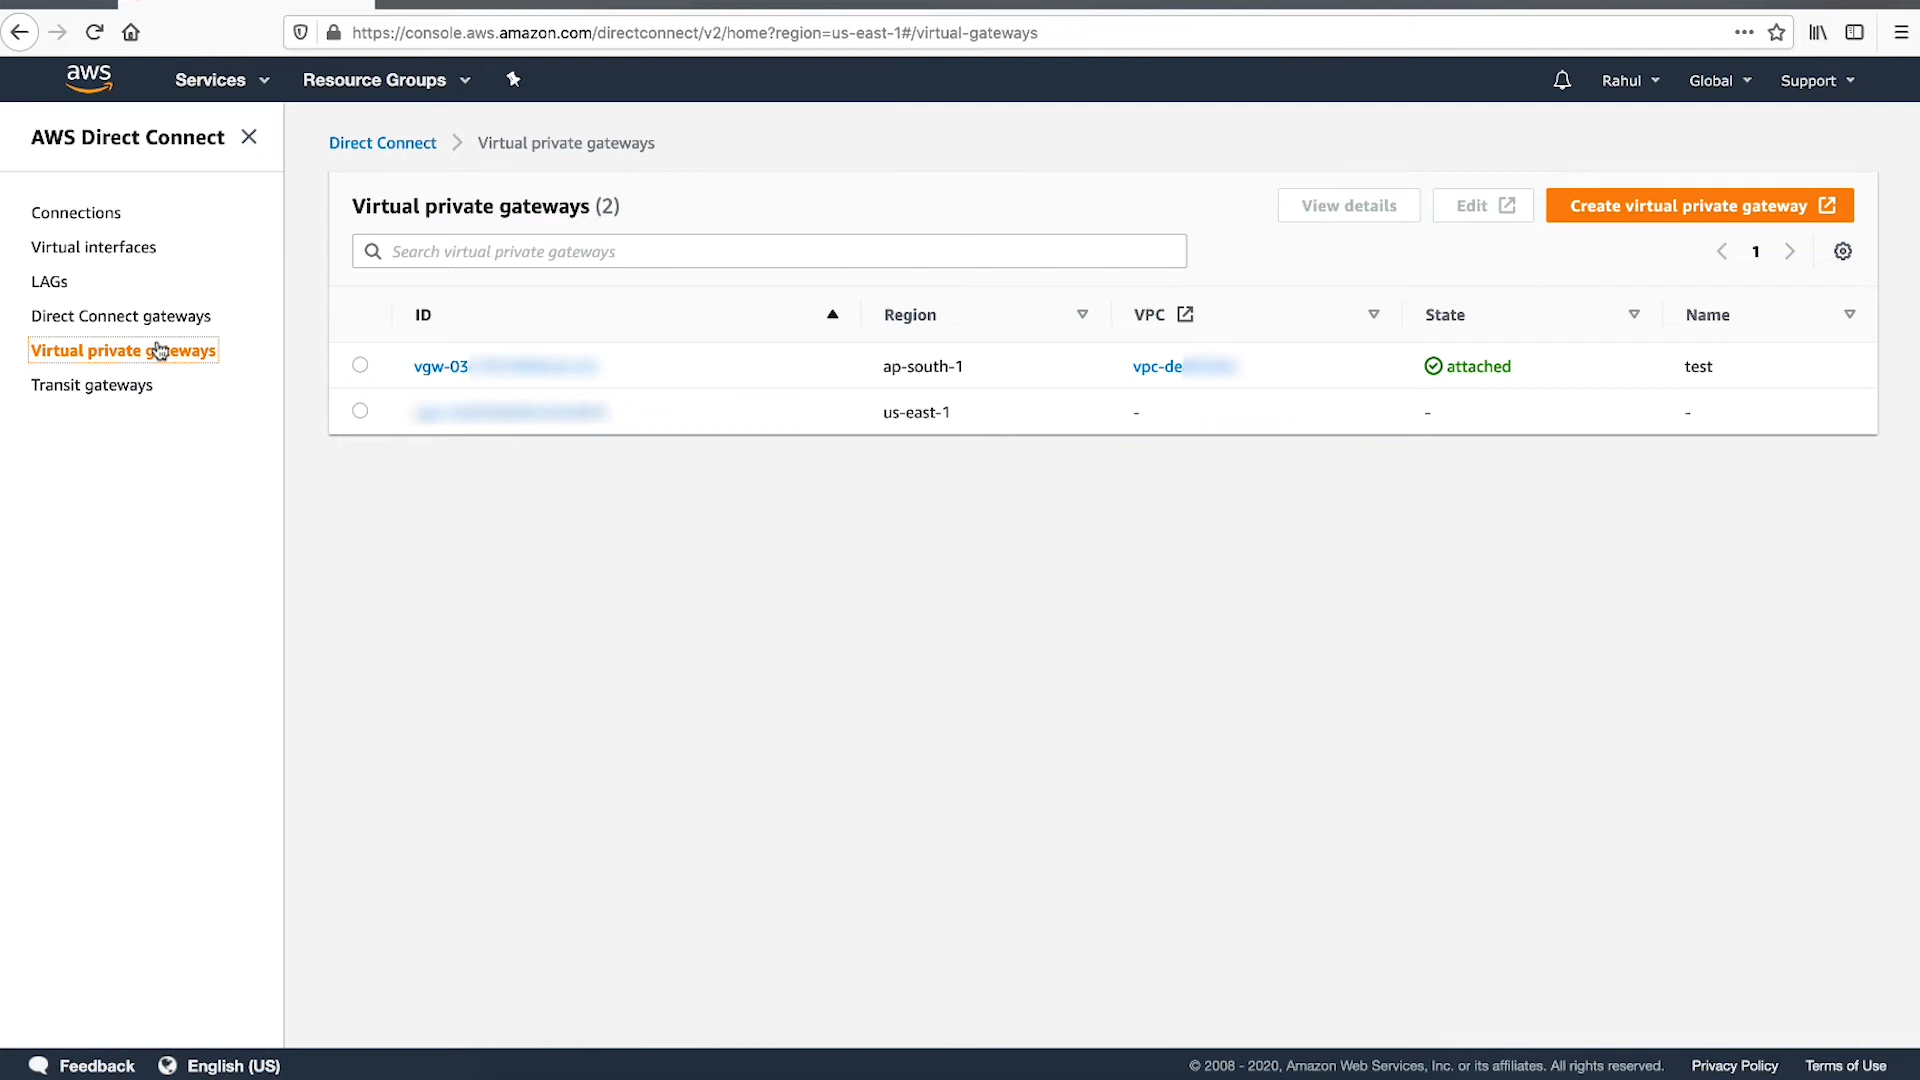 https://console.aws.amazon.com/directconnect/v2/home?region=us-east-1#/virtual-gateways
aws
Services
Resource Groups
Rahul
Global
Support
AWS Direct Connect
Connections
Virtual interfaces
LAGs
Direct Connect gateways
Virtual private gateways
Transit gateways
Direct Connect > Virtual private gateways
Virtual private gateways (2)
View details
Edit
Create virtual private gateway
Search virtual private gateways
1
ID Region VPC State Name
vgw-03 ap-south-1 vpc-de attached test
us-east-1 - - -
Feedback
English (US)
© 2008 - 2020, Amazon Web Services, Inc. or its affiliates. All rights reserved.
Privacy Policy
Terms of Use